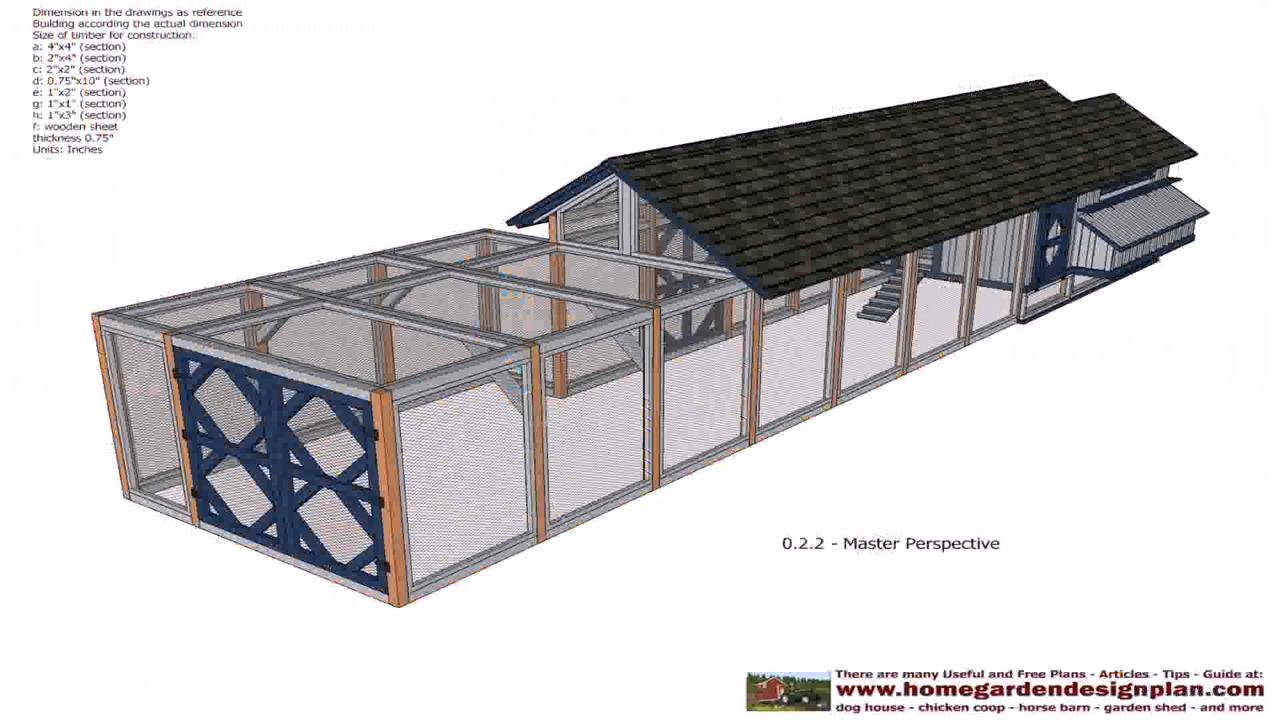 Dimension in the drawings as reference
Building according the actual dimension
Size of timber for construction:
a: 4"x4" (section)
b: 2"x4" (section)
c: 2"x2" (section)
d: 0.75"x10" (section)
e: 1"x2" (section)
g: 1"x1" (section)
h: 1"x3" (section)
f: wooden sheet
thickness 0.75"
Units: Inches
0.2.2 - Master Perspective
There are many Useful and Free Plans - Articles - Tips - Guide at:
www.homegardendesignplan.com
dog house - chicken coop - horse barn - garden shed - and more